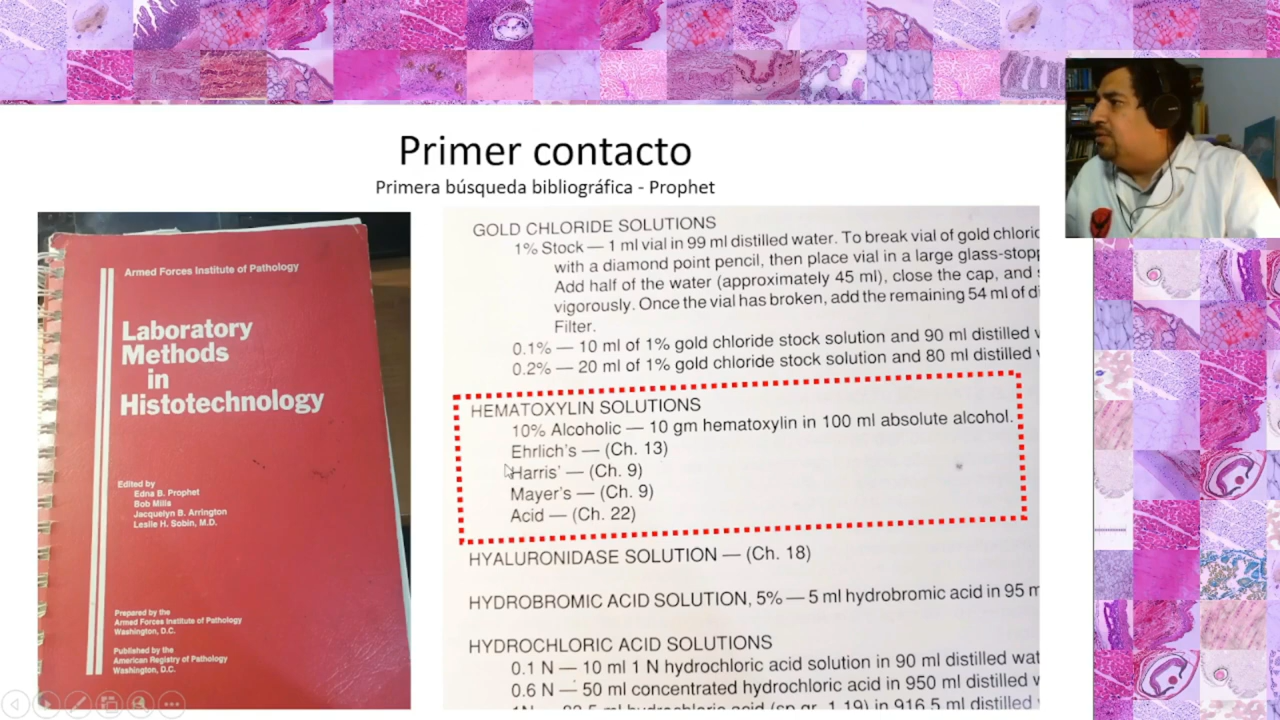 Primer contacto
Primera búsqueda bibliográfica - Prophet
Armed Forces Institute of Pathology
Laboratory
Methods
in
Histotechnology
Edited by
Edna B. Prophet
Bob Mills
Jacquelyn B. Arrington
Leslie H. Sobin, M.D.
Prepared by the
Armed Forces Institute of Pathology
Washington, D.C.
Published by the
American Registry of Pathology
Washington, D.C.
GOLD CHLORIDE SOLUTIONS
1% Stock — 1 ml vial in 99 ml distilled water. To break vial of gold chlorid
with a diamond point pencil, then place vial in a large glass-stopp
Add half of the water (approximately 45 ml), close the cap, and s
vigorously. Once the vial has broken, add the remaining 54 ml of di
Filter.
0.1% — 10 ml of 1% gold chloride stock solution and 90 ml distilled
0.2% — 20 ml of 1% gold chloride stock solution and 80 ml distilled
HEMATOXYLIN SOLUTIONS
10% Alcoholic — 10 gm hematoxylin in 100 ml absolute alcohol.
Ehrlich's — (Ch. 13)
Harris' — (Ch. 9)
Mayer's — (Ch. 9)
Acid — (Ch. 22)
HYALURONIDASE SOLUTION — (Ch. 18)
HYDROBROMIC ACID SOLUTION, 5% — 5 ml hydrobromic acid in 95 m
HYDROCHLORIC ACID SOLUTIONS
0.1 N — 10 ml 1 N hydrochloric acid solution in 90 ml distilled wat
0.6 N — 50 ml concentrated hydrochloric acid in 950 ml distilled w